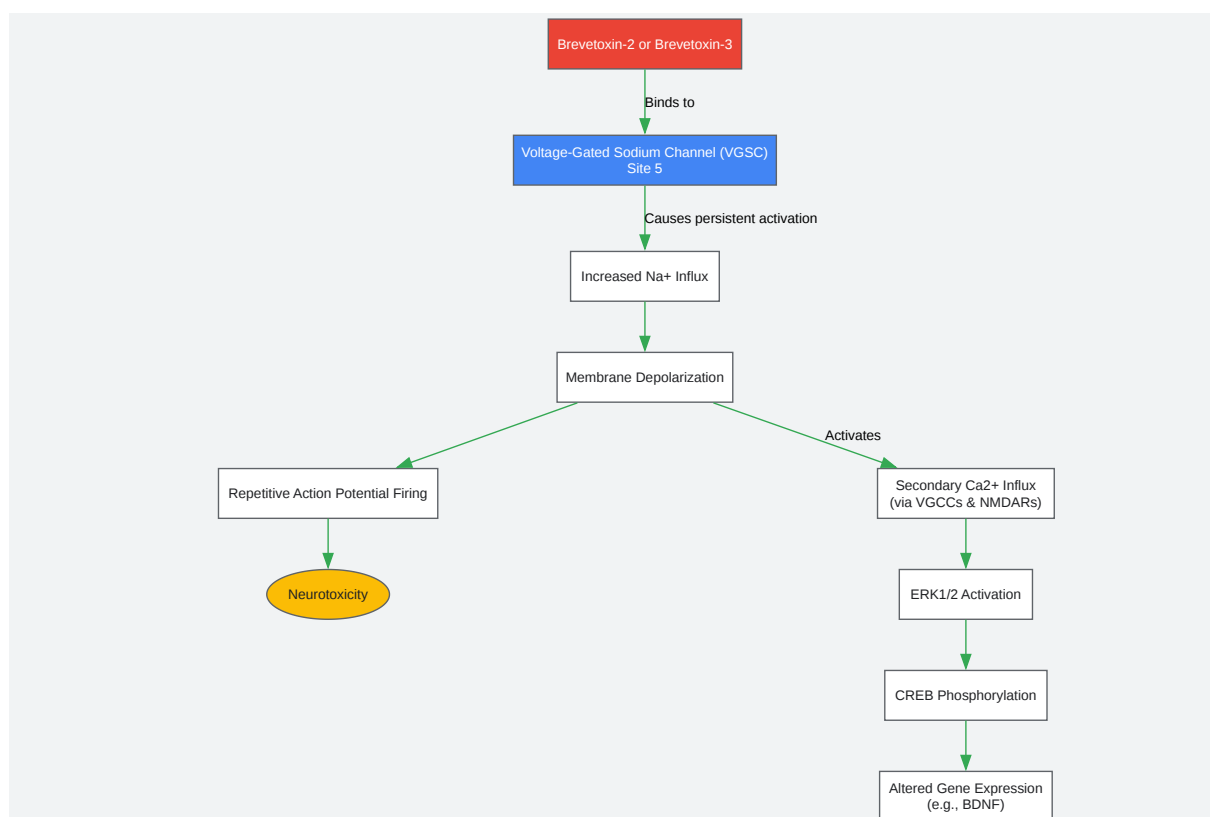 Brevetoxin-2 or Brevetoxin-3
Binds to
Voltage-Gated Sodium Channel (VGSC)
Site 5
Causes persistent activation
Increased Na+ Influx
Membrane Depolarization
Activates
Repetitive Action Potential Firing
Secondary Ca2+ Influx
(via VGCCs & NMDARs)
Neurotoxicity
ERK1/2 Activation
CREB Phosphorylation
Altered Gene Expression
(e.g., BDNF)